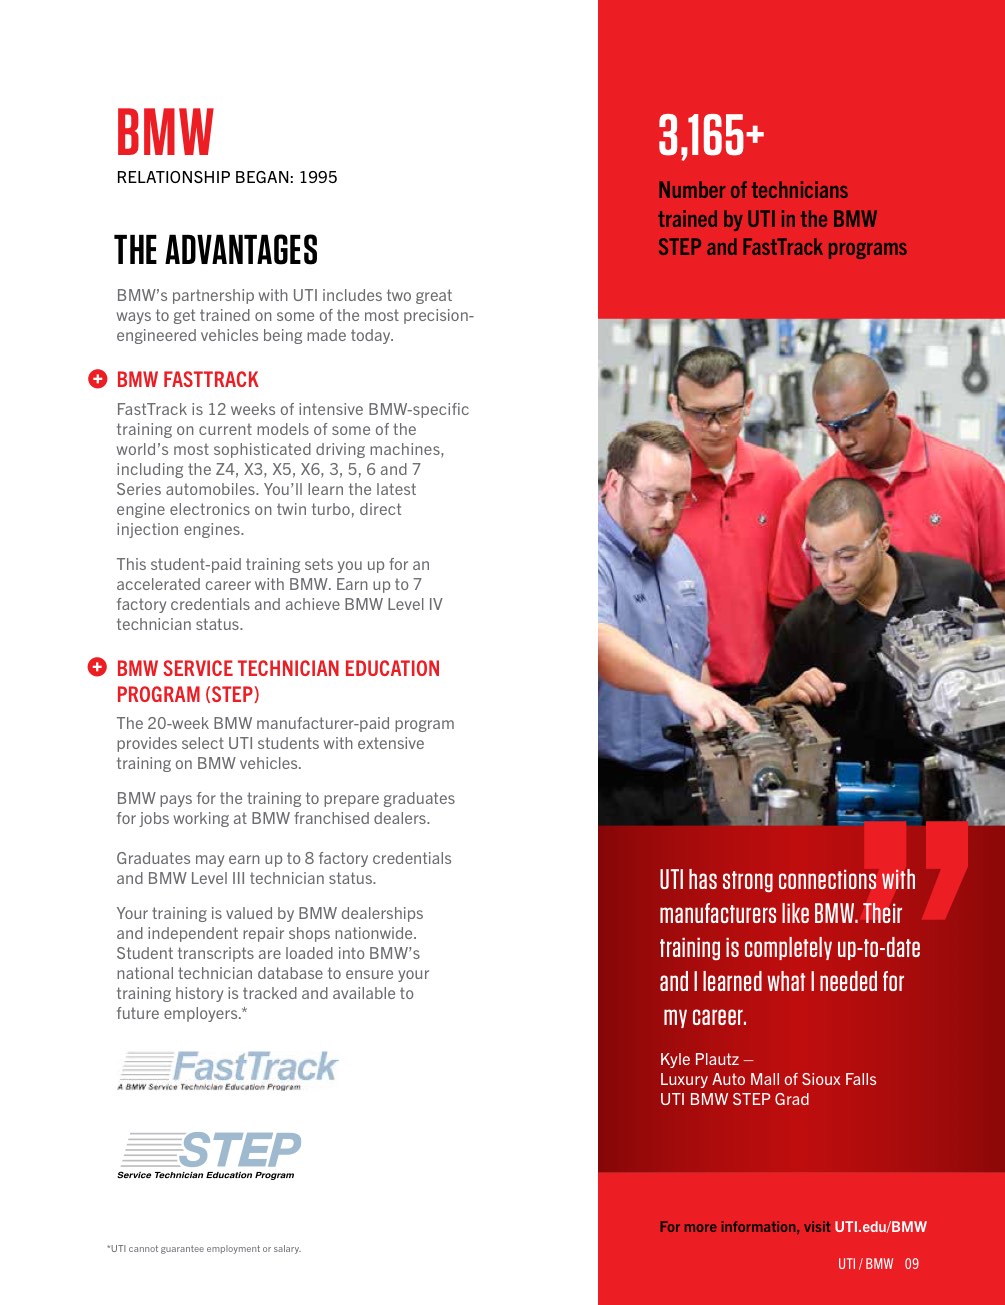 BMW
RELATIONSHIP BEGAN: 1995
THE ADVANTAGES
BMW’s partnership with UTI includes two great
ways to get trained on some of the most precision-
engineered vehicles being made today.
BMW FASTTRACK
FastTrack is 12 weeks of intensive BMW-specific
training on current models of some of the
world’s most sophisticated driving machines,
including the Z4, X3, X5, X6, 3, 5, 6 and 7
Series automobiles. You’ll learn the latest
engine electronics on twin turbo, direct
injection engines.
This student-paid training sets you up for an
accelerated career with BMW. Earn up to 7
factory credentials and achieve BMW Level IV
technician status.
BMW SERVICE TECHNICIAN EDUCATION
PROGRAM (STEP)
The 20-week BMW manufacturer-paid program
provides select UTI students with extensive
training on BMW vehicles.
BMW pays for the training to prepare graduates
for jobs working at BMW franchised dealers.
Graduates may earn up to 8 factory credentials
and BMW Level III technician status.
Your training is valued by BMW dealerships
and independent repair shops nationwide.
Student transcripts are loaded into BMW’s
national technician database to ensure your
training history is tracked and available to
future employers.*
FastTrack
A BMW Service Technician Education Program
STEP
Service Technician Education Program
*UTI cannot guarantee employment or salary.
3,165+
Number of technicians
trained by UTI in the BMW
STEP and FastTrack programs
”
UTI has strong connections with
manufacturers like BMW. Their
training is completely up-to-date
and I learned what I needed for
my career.
Kyle Plautz –
Luxury Auto Mall of Sioux Falls
UTI BMW STEP Grad
For more information, visit UTI.edu/BMW
UTI / BMW 09